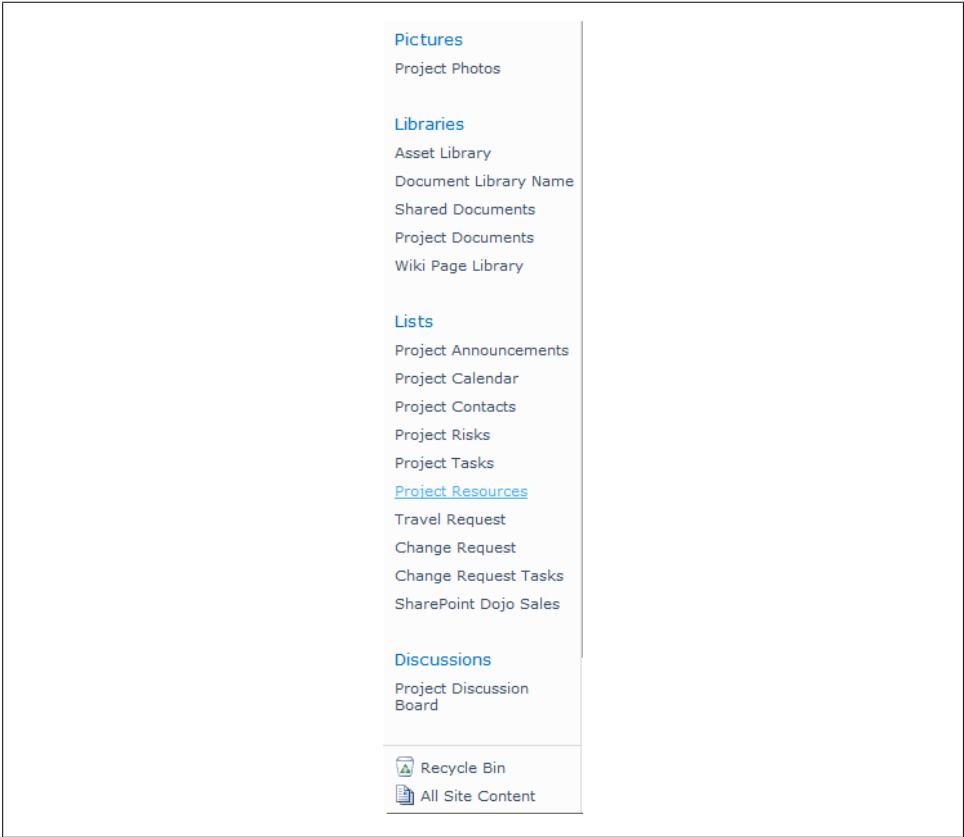 Pictures
Project Photos
Libraries
Asset Library
Document Library Name
Shared Documents
Project Documents
Wiki Page Library
Lists
Project Announcements
Project Calendar
Project Contacts
Project Risks
Project Tasks
Project Resources
Travel Request
Change Request
Change Request Tasks
SharePoint Dojo Sales
Discussions
Project Discussion
Board
Recycle Bin
All Site Content